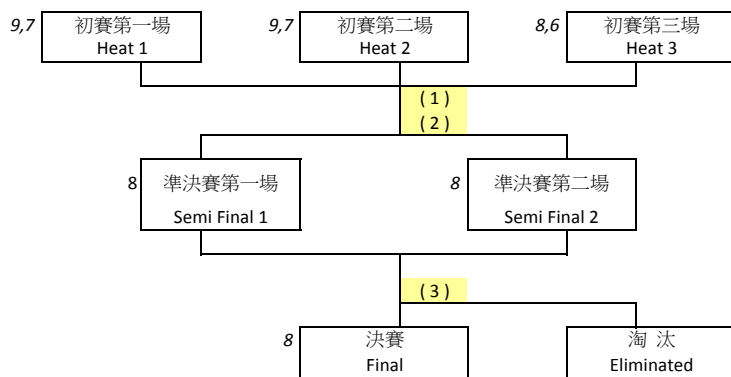 9,7 初賽第一場 9,7 初賽第二場 8,6 初賽第三場
Heat 1 Heat 2 Heat 3
( 1 )
( 2 )
8 準決賽第一場 8 準決賽第二場
Semi Final 1 Semi Final 2
( 3 )
8 決賽 淘 汰
Final Eliminated